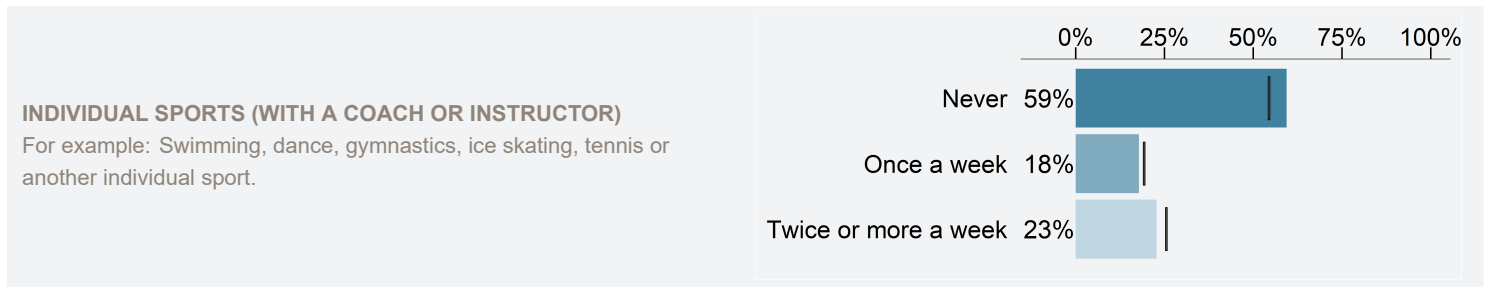 0% 25% 50% 75% 100%
INDIVIDUAL SPORTS (WITH A COACH OR INSTRUCTOR)
For example: Swimming, dance, gymnastics, ice skating, tennis or
another individual sport.
Never 59%
Once a week 18%
Twice or more a week 23%